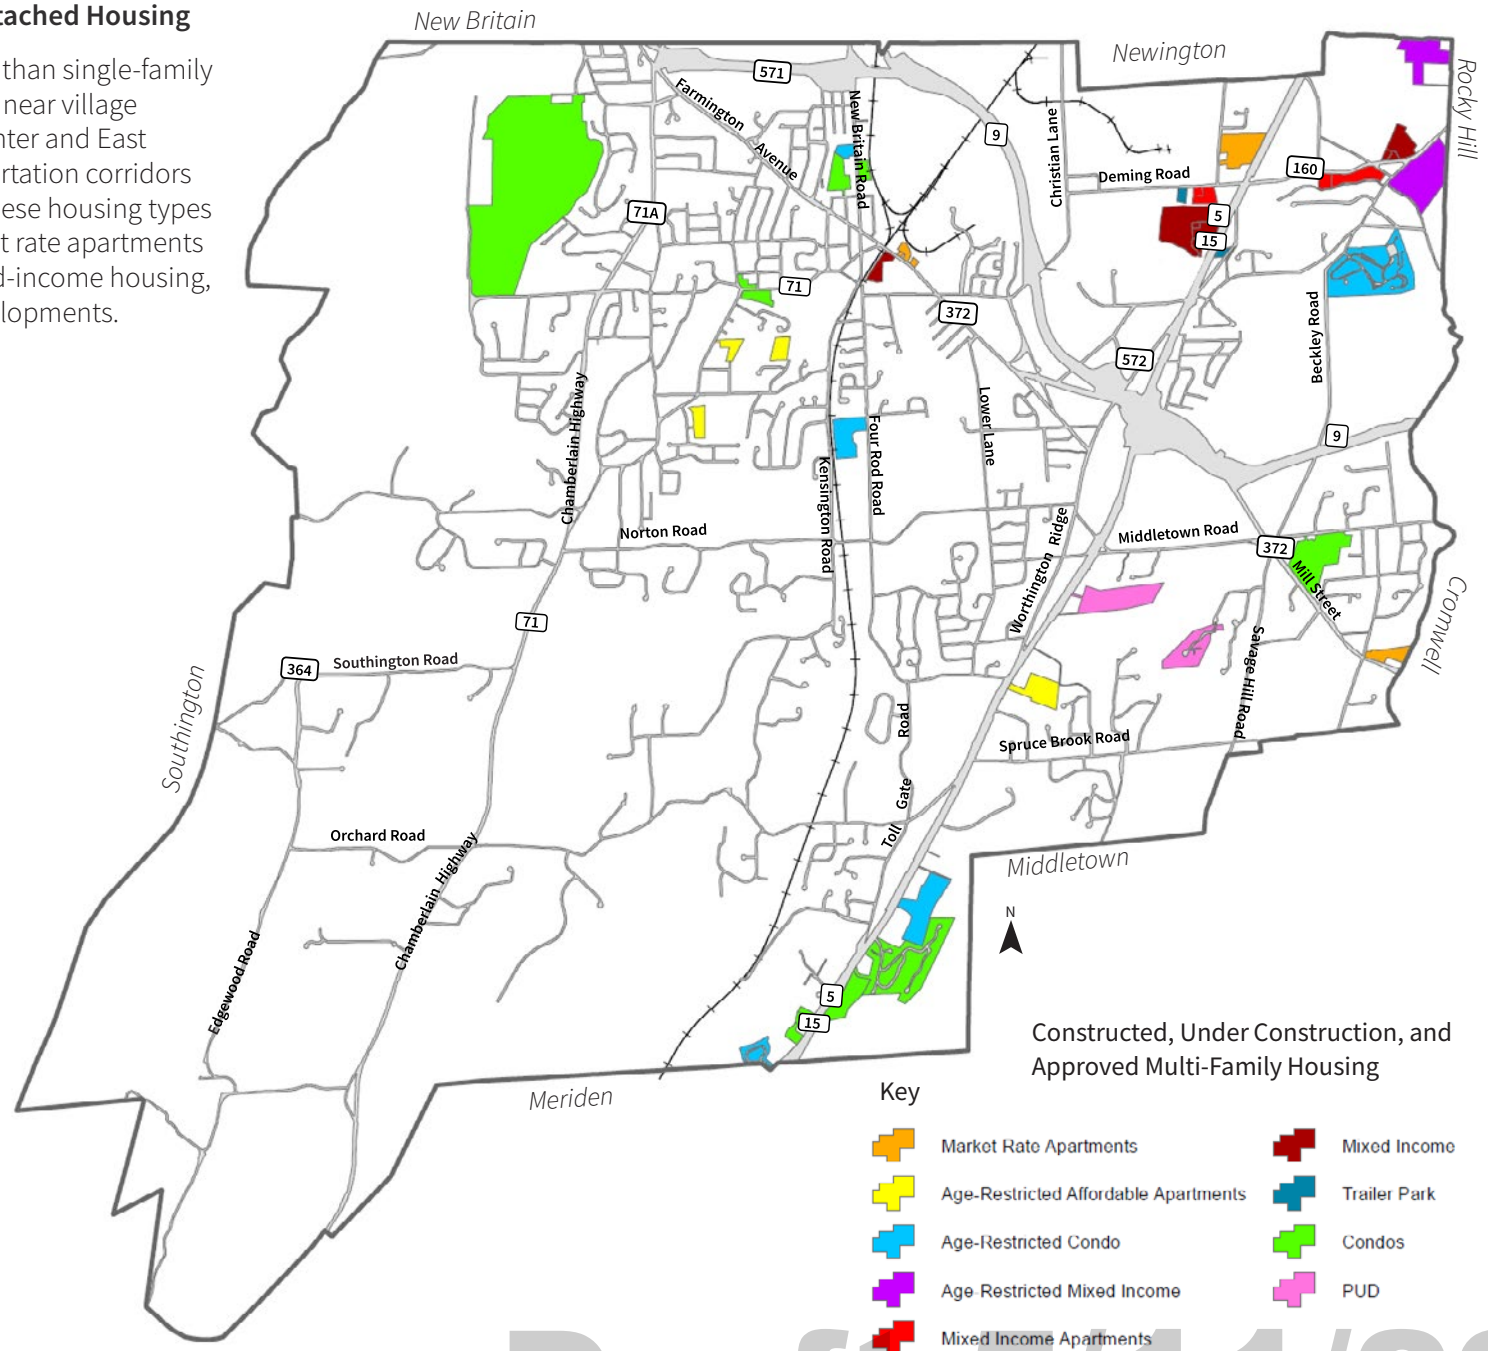 tached Housing
than single-family
near village
nter and East
rtation corridors
ese housing types
t rate apartments
d-income housing,
lopments.
New Britain
Newington
Rocky Hill
571
Farmington
Avenue
New Britain Road
9
Christian Lane
Deming Road
160
71A
5
15
71
372
572
Beckley Road
Chamberlain Highway
Lower Lane
Four Rod Road
Kensington Road
9
Norton Road
Worthington Ridge
Middletown Road
372
Mill Street
71
Cromwell
364
Southington Road
Savage Hill Road
Southington
Toll Gate Road
Spruce Brook Road
Orchard Road
Middletown
Chamberlain Highway
N
Edgewood Road
5
15
Meriden
Constructed, Under Construction, and
Approved Multi-Family Housing
Key
Market Rate Apartments
Age-Restricted Affordable Apartments
Age-Restricted Condo
Age-Restricted Mixed Income
Mixed Income Apartments
Mixed Income
Trailer Park
Condos
PUD